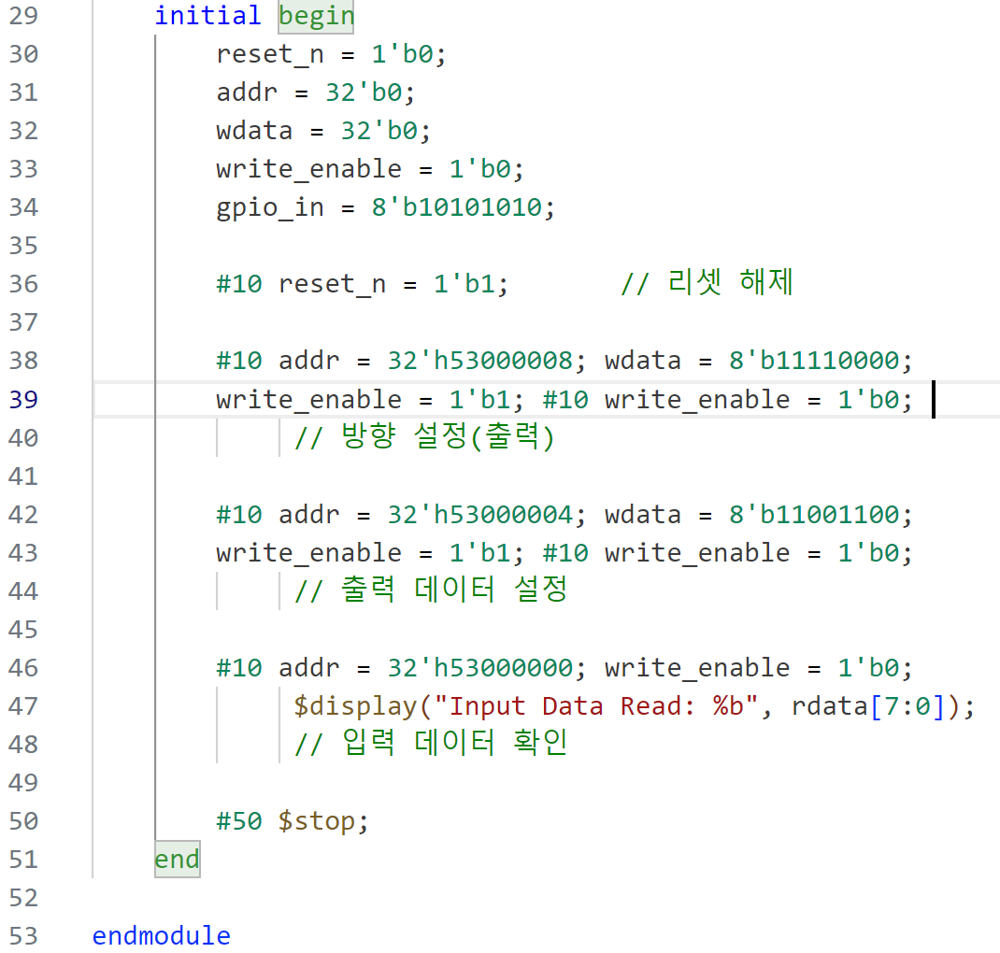 29 initial begin
30 reset_n = 1'b0;
31 addr = 32'b0;
32 wdata = 32'b0;
33 write_enable = 1'b0;
34 gpio_in = 8'b10101010;
35
36 #10 reset_n = 1'b1; // 리셋 해제
37
38 #10 addr = 32'h53000008; wdata = 8'b11110000;
39 write_enable = 1'b1; #10 write_enable = 1'b0;
40 // 방향 설정(출력)
41
42 #10 addr = 32'h53000004; wdata = 8'b11001100;
43 write_enable = 1'b1; #10 write_enable = 1'b0;
44 // 출력 데이터 설정
45
46 #10 addr = 32'h53000000; write_enable = 1'b0;
47 $display("Input Data Read: %b", rdata[7:0]);
48 // 입력 데이터 확인
49
50 #50 $stop;
51 end
52
53 endmodule